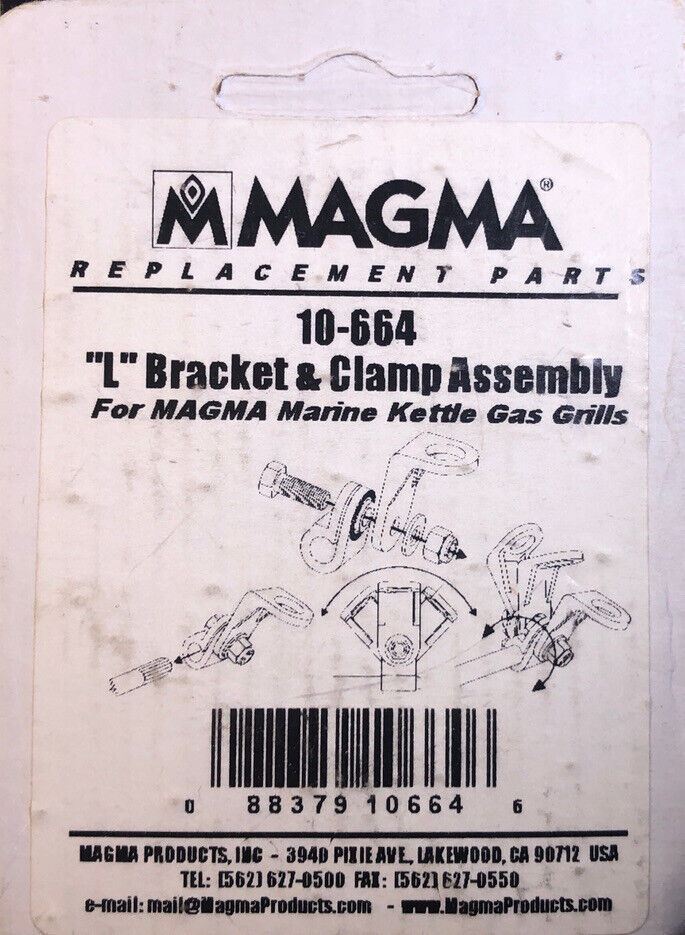 M MAGMA®
REPLACEMENT PARTS
10-664
"L" Bracket & Clamp Assembly
For MAGMA Marine Kettle Gas Grills
0 88379 10664 6
MAGMA PRODUCTS, INC - 3940 PIXIE AVE., LAKEWOOD, CA 90712 USA
TEL: (562) 627-0500 FAX: (562) 627-0550
e-mail: mail@MagmaProducts.com - www.MagmaProducts.com